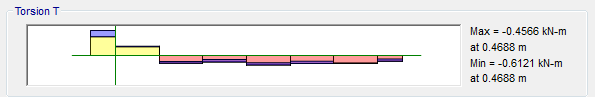 Torsion T
Max = -0.4566 kN-m
at 0.4688 m
Min = -0.6121 kN-m
at 0.4688 m